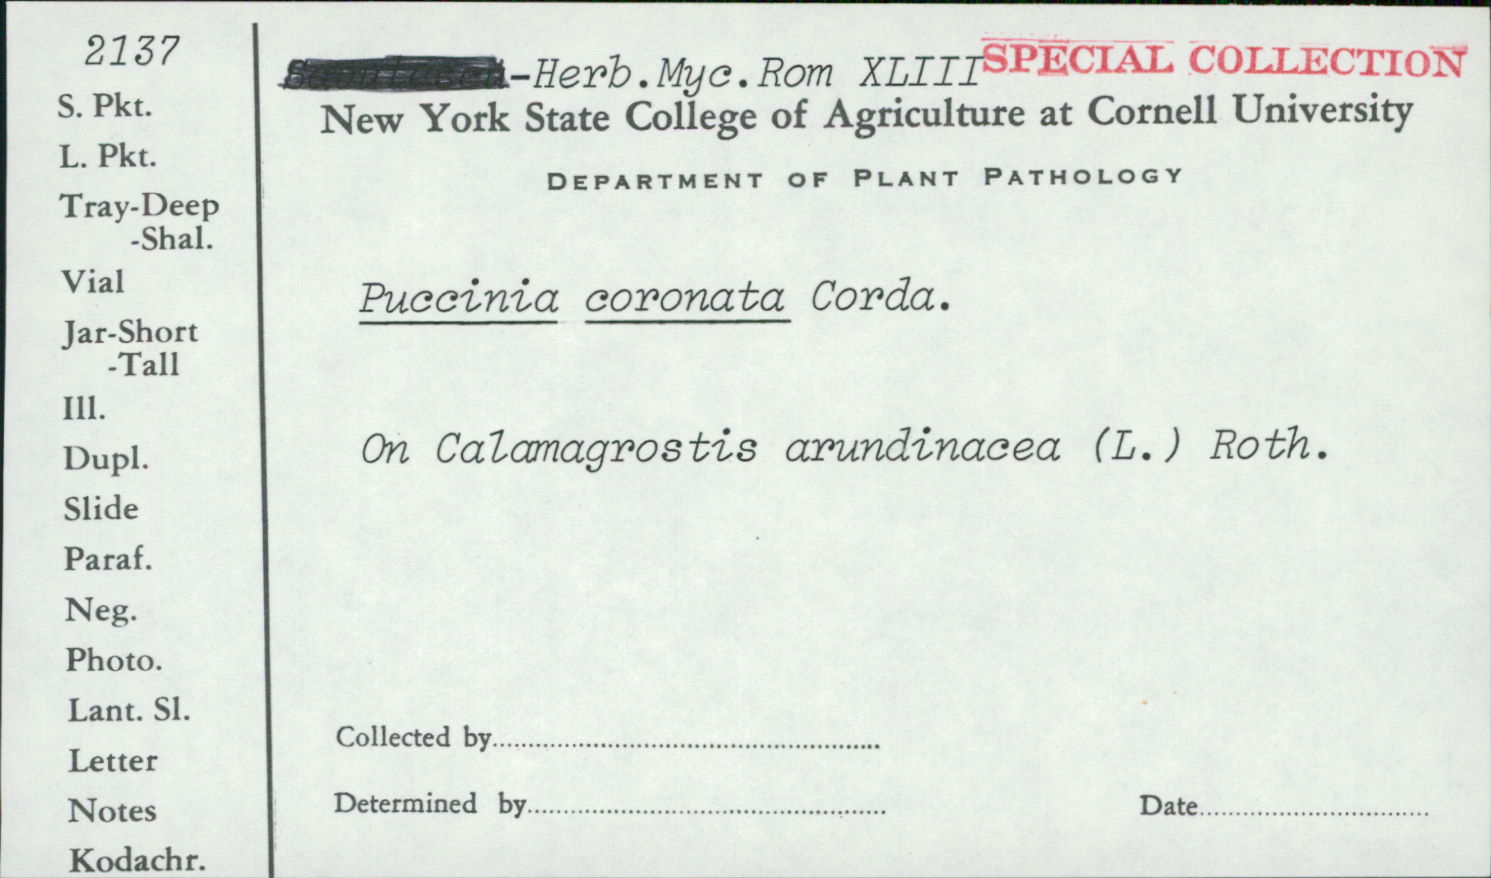 2137
-Herb.Myc.Rom XLIII SPECIAL COLLECTION
New York State College of Agriculture at Cornell University
DEPARTMENT OF PLANT PATHOLOGY
S. Pkt.
L. Pkt.
Tray-Deep
-Shal.
Vial
Jar-Short
-Tall
Ill.
Dupl.
Slide
Paraf.
Neg.
Photo.
Lant. Sl.
Letter
Notes
Kodachr.
Puccinia coronata Corda.
On Calamagrostis arundinacea (L.) Roth.
Collected by
Determined by
Date